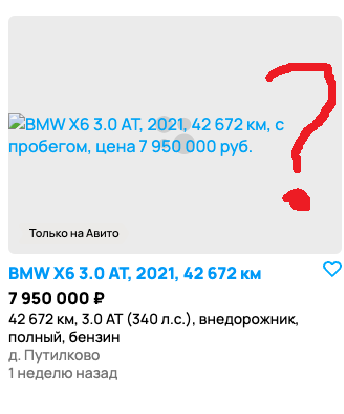 BMW X6 3.0 AT, 2021, 42 672 км, с
пробегом, цена 7 950 000 руб.
?
Только на Авито
BMW X6 3.0 AT, 2021, 42 672 км
7 950 000 ₽
42 672 км, 3.0 AT (340 л.с.), внедорожник,
полный, бензин
д. Путилково
1 неделю назад